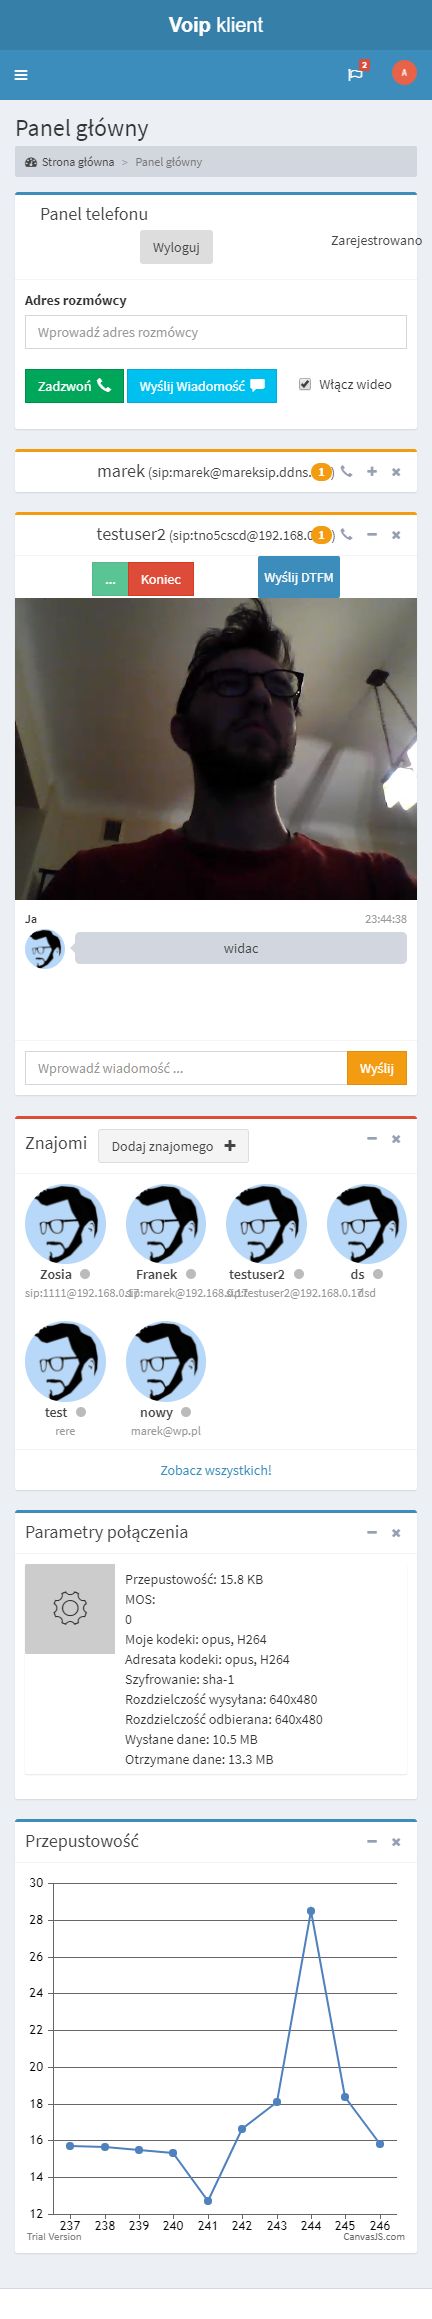 Voip klient
2
A
Panel główny
Strona główna > Panel główny
Panel telefonu
Wyloguj
Zarejestrowano
Adres rozmówcy
Wprowadź adres rozmówcy
Zadzwoń
Wyślij Wiadomość
Włącz wideo
marek (sip:marek@mareksip.ddns. 1 )
testuser2 (sip:tno5cscd@192.168.0 1 )
...
Koniec
Wyślij DTFM
Ja 23:44:38
widac
Wprowadź wiadomość ...
Wyślij
Znajomi
Dodaj znajomego
Zosia Franek testuser2 ds
sip:1111@192.168.0.17 sip:marek@192.168.0.17 sip:testuser2@192.168.0.17 dsd
test nowy
rere marek@wp.pl
Zobacz wszystkich!
Parametry połączenia
Przepustowość: 15.8 KB
MOS:
0
Moje kodeki: opus, H264
Adresata kodeki: opus, H264
Szyfrowanie: sha-1
Rozdzielczość wysyłana: 640x480
Rozdzielczość odbierana: 640x480
Wysłane dane: 10.5 MB
Otrzymane dane: 13.3 MB
Przepustowość
30
28
26
24
22
20
18
16
14
12
237 238 239 240 241 242 243 244 245 246
Trial Version CanvasJS.com